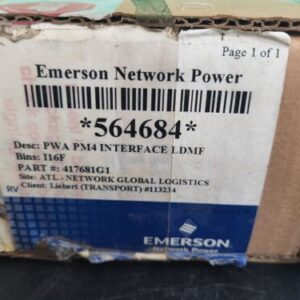 Page 1 of 1
Emerson Network Power
*564684*
Desc: PWA PM4 INTERFACE LDMF
Bins: I16F
PART #: 417681G1
Site: ATL - NETWORK GLOBAL LOGISTICS
Client: Liebert (TRANSPORT) #113234
RV
EMERSON
Network Power